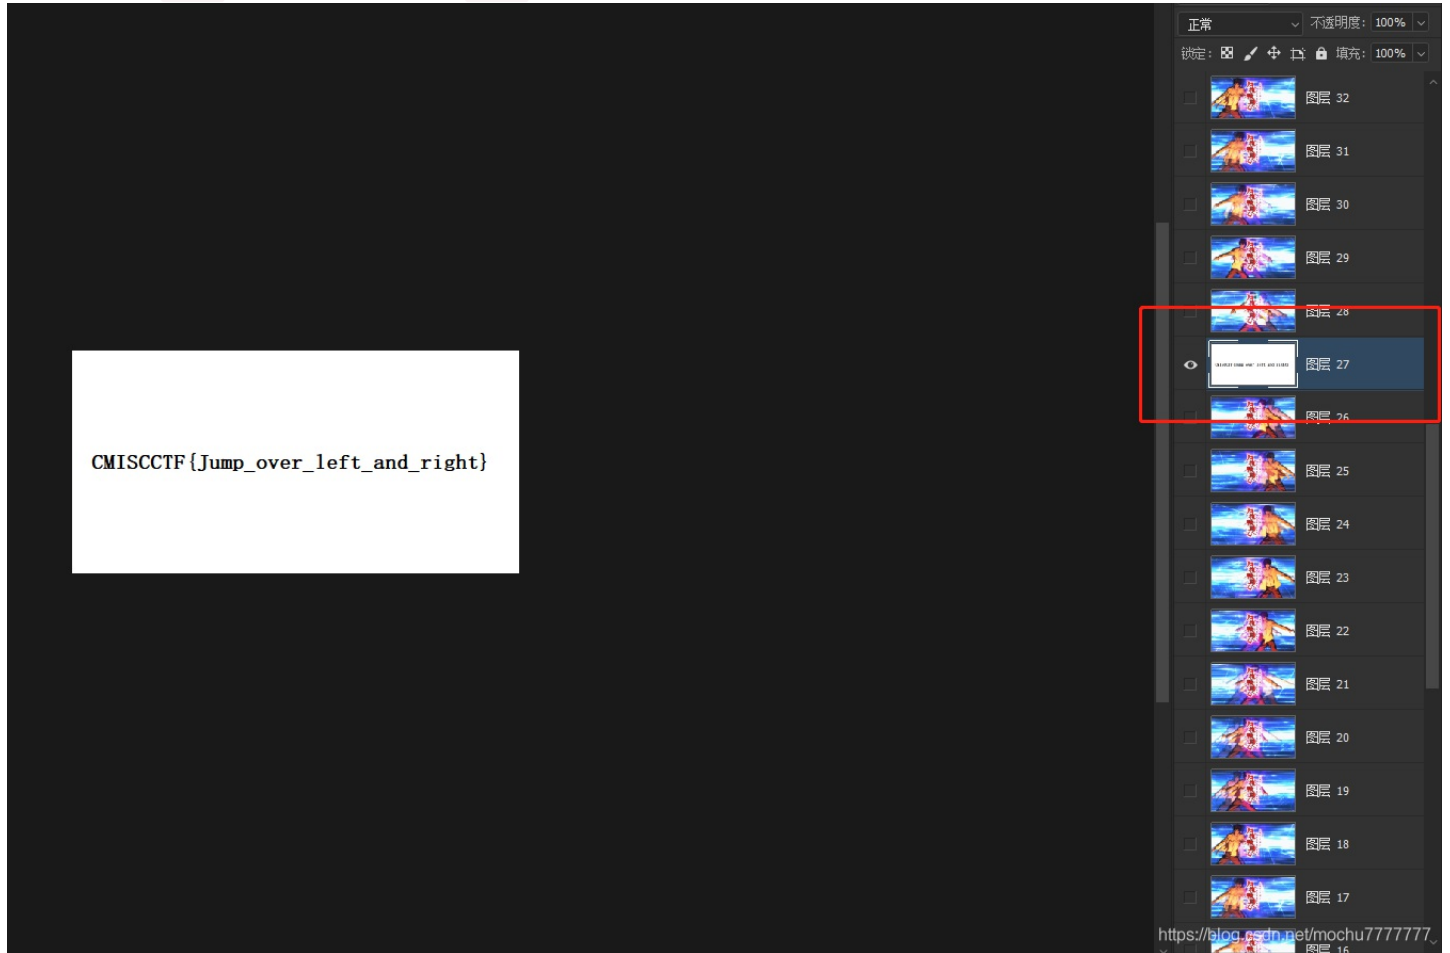 正常
不透明度: 100%
锁定: 填充: 100%
图层 32
图层 31
图层 30
图层 29
图层 28
图层 27
图层 26
图层 25
图层 24
图层 23
图层 22
图层 21
图层 20
图层 19
图层 18
图层 17
图层 16
CMISCCTF{Jump_over_left_and_right}
https://blog.csdn.net/mochu7777777